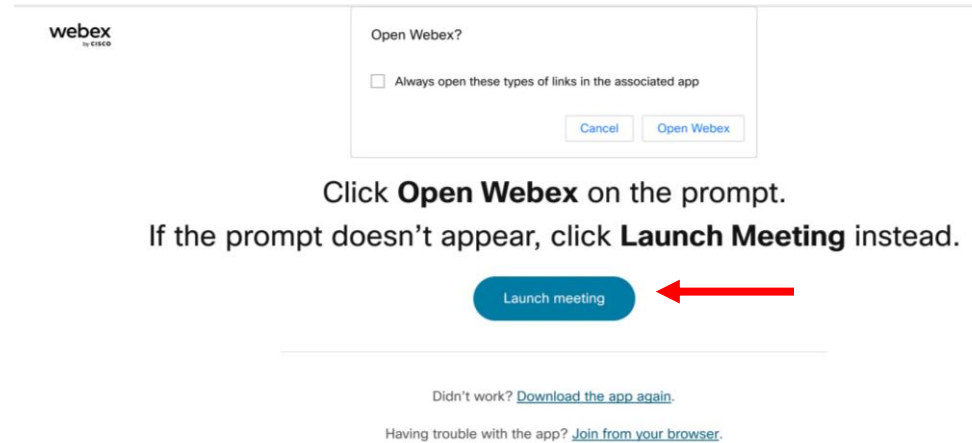 webex
by CISCO
Open Webex?
Always open these types of links in the associated app
Cancel Open Webex
Click Open Webex on the prompt.
If the prompt doesn't appear, click Launch Meeting instead.
Launch meeting
Didn't work? Download the app again.
Having trouble with the app? Join from your browser.